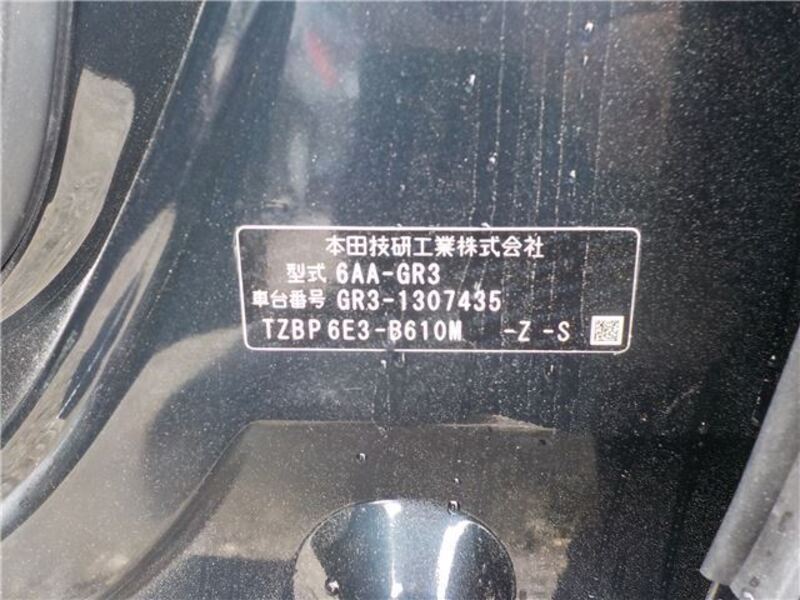 本田技研工業株式会社
型式 6AA-GR3
車台番号 GR3-1307435
TZBP 6E3-B610M -Z -S